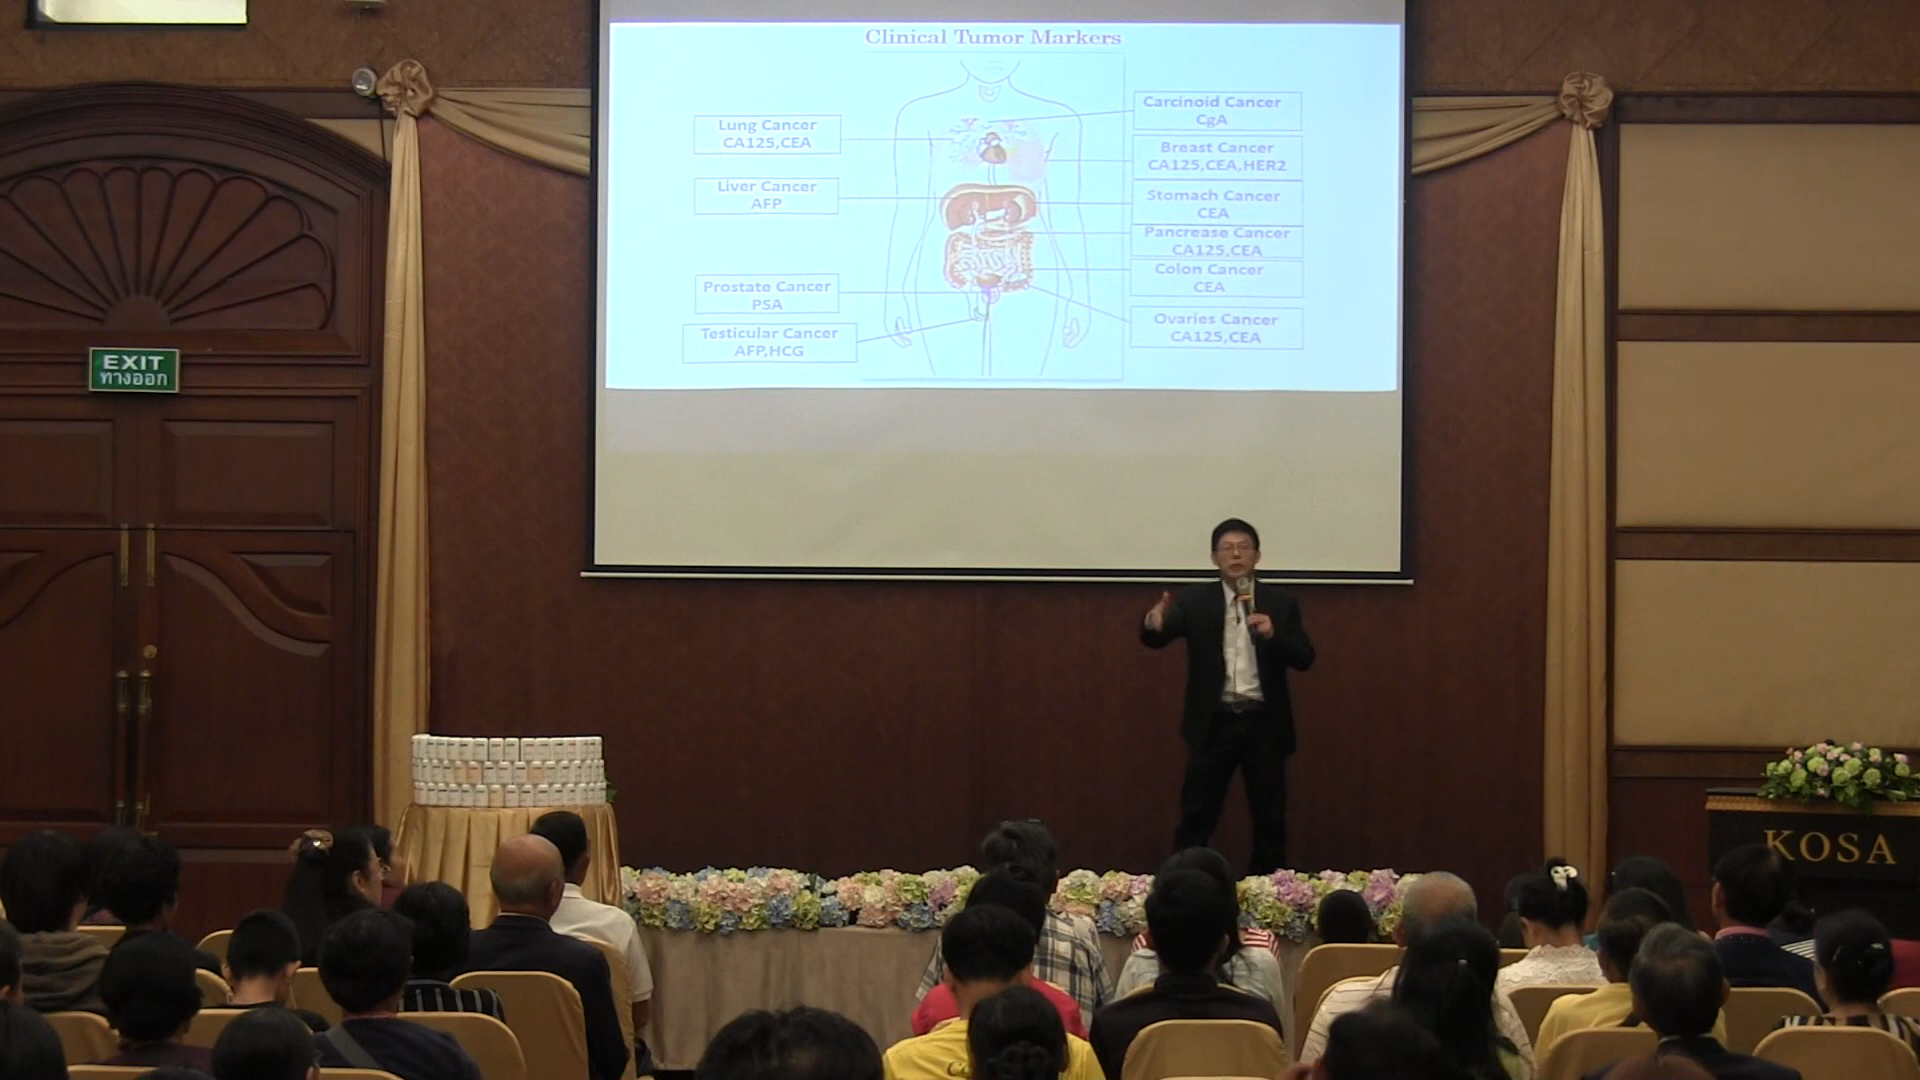 Clinical Tumor Markers
Lung Cancer
CA125,CEA
Liver Cancer
AFP
Prostate Cancer
PSA
Testicular Cancer
AFP,HCG
Carcinoid Cancer
CgA
Breast Cancer
CA125,CEA,HER2
Stomach Cancer
CEA
Pancrease Cancer
CA125,CEA
Colon Cancer
CEA
Ovaries Cancer
CA125,CEA
EXIT
ทางออก
KOSA